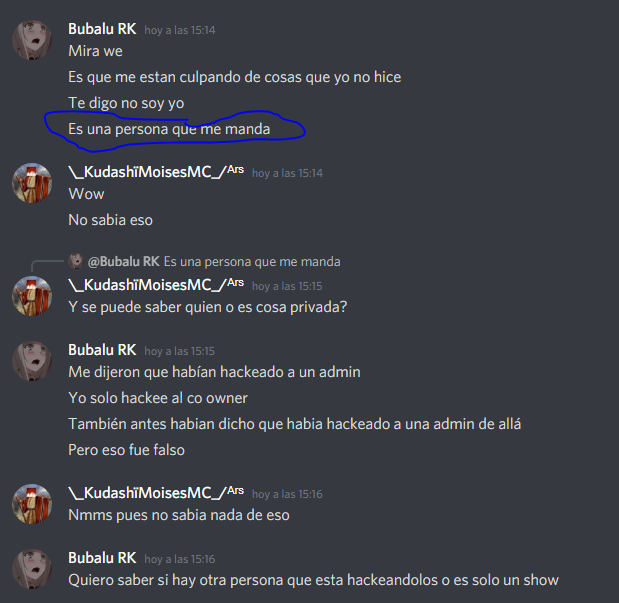 Bubalu RK hoy a las 15:14
Mira we
Es que me estan culpando de cosas que yo no hice
Te digo no soy yo
Es una persona que me manda
\_KudashïMoisesMC_/ᴬʳˢ hoy a las 15:14
Wow
No sabia eso
@Bubalu RK Es una persona que me manda
\_KudashïMoisesMC_/ᴬʳˢ hoy a las 15:15
Y se puede saber quien o es cosa privada?
Bubalu RK hoy a las 15:15
Me dijeron que habían hackeado a un admin
Yo solo hackee al co owner
También antes habian dicho que habia hackeado a una admin de allá
Pero eso fue falso
\_KudashïMoisesMC_/ᴬʳˢ hoy a las 15:16
Nmms pues no sabia nada de eso
Bubalu RK hoy a las 15:16
Quiero saber si hay otra persona que esta hackeandolos o es solo un show